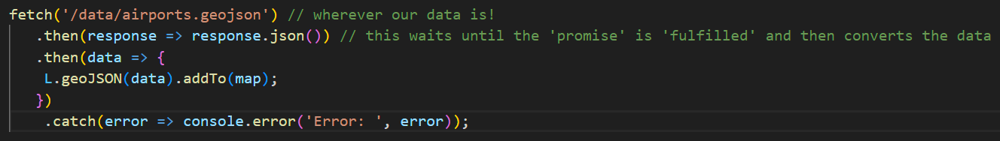 fetch('/data/airports.geojson') // wherever our data is!
.then(response => response.json()) // this waits until the 'promise' is 'fulfilled' and then converts the data
.then(data => {
L.geoJSON(data).addTo(map);
})
.catch(error => console.error('Error: ', error));